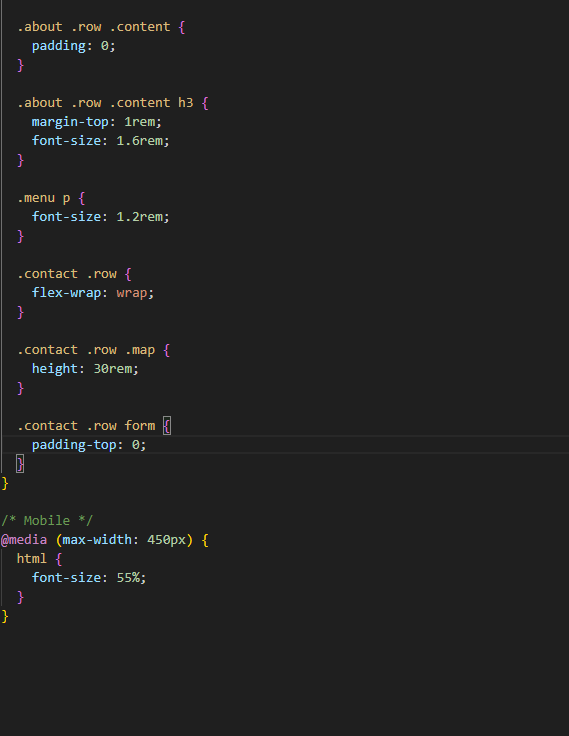 .about .row .content {
padding: 0;
}
.about .row .content h3 {
margin-top: 1rem;
font-size: 1.6rem;
}
.menu p {
font-size: 1.2rem;
}
.contact .row {
flex-wrap: wrap;
}
.contact .row .map {
height: 30rem;
}
.contact .row form {
padding-top: 0;
}
}
/* Mobile */
@media (max-width: 450px) {
html {
font-size: 55%;
}
}